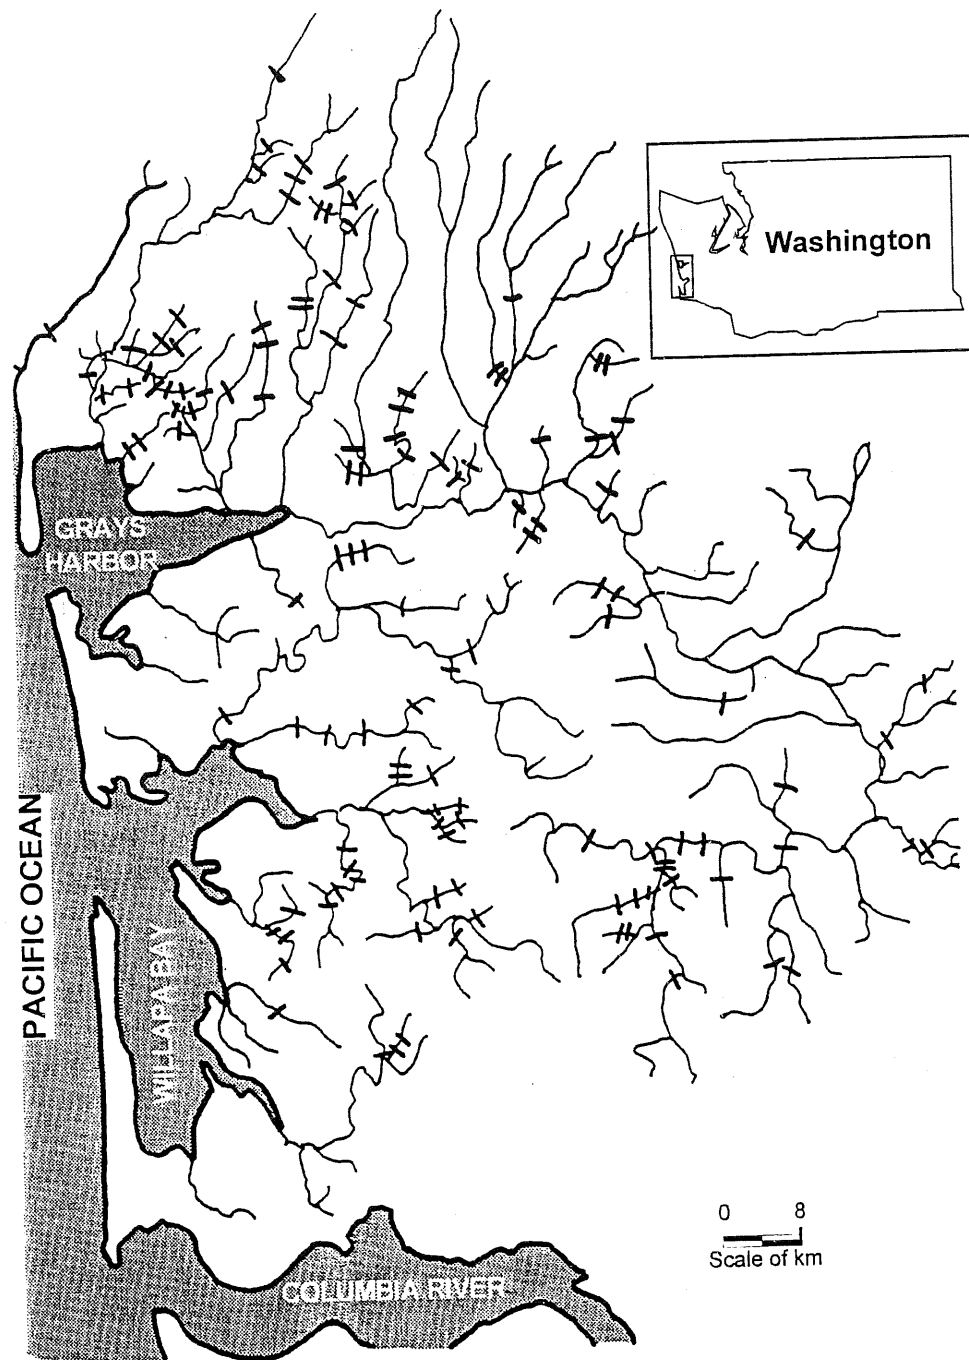 Washington
GRAYS
HARBOR
PACIFIC OCEAN
WILLAPA BAY
0 8
Scale of km
COLUMBIA RIVER